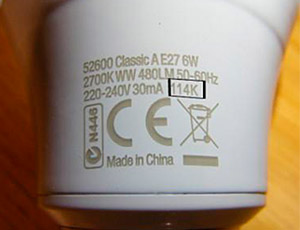 52600 Classic A E27 6W
2700K WW 480LM 50-60Hz
220-240V 30mA 114K
N446
CE
Made in China